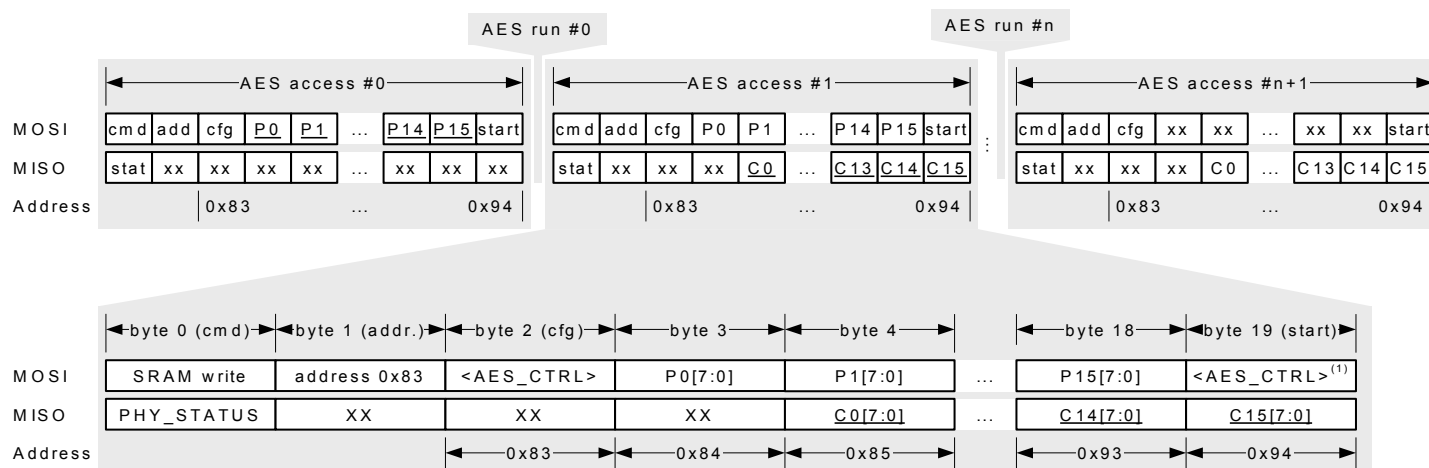 AES run #0 AES run #n
AES access #0 AES access #1 AES access #n+1
MOSI cmd add cfg P0 P1 ... P14 P15 start cmd add cfg P0 P1 ... P14 P15 start ... cmd add cfg xx xx ... xx xx start
MISO stat xx xx xx xx ... xx xx xx stat xx xx xx C0 ... C13 C14 C15 stat xx xx xx C0 ... C13 C14 C15
Address 0x83 ... 0x94 0x83 ... 0x94 0x83 ... 0x94
byte 0 (cmd) byte 1 (addr.) byte 2 (cfg) byte 3 byte 4 byte 18 byte 19 (start)
MOSI SRAM write address 0x83 <AES_CTRL> P0[7:0] P1[7:0] ... P15[7:0] <AES_CTRL>(1)
MISO PHY_STATUS XX XX XX C0[7:0] ... C14[7:0] C15[7:0]
Address 0x83 0x84 0x85 0x93 0x94